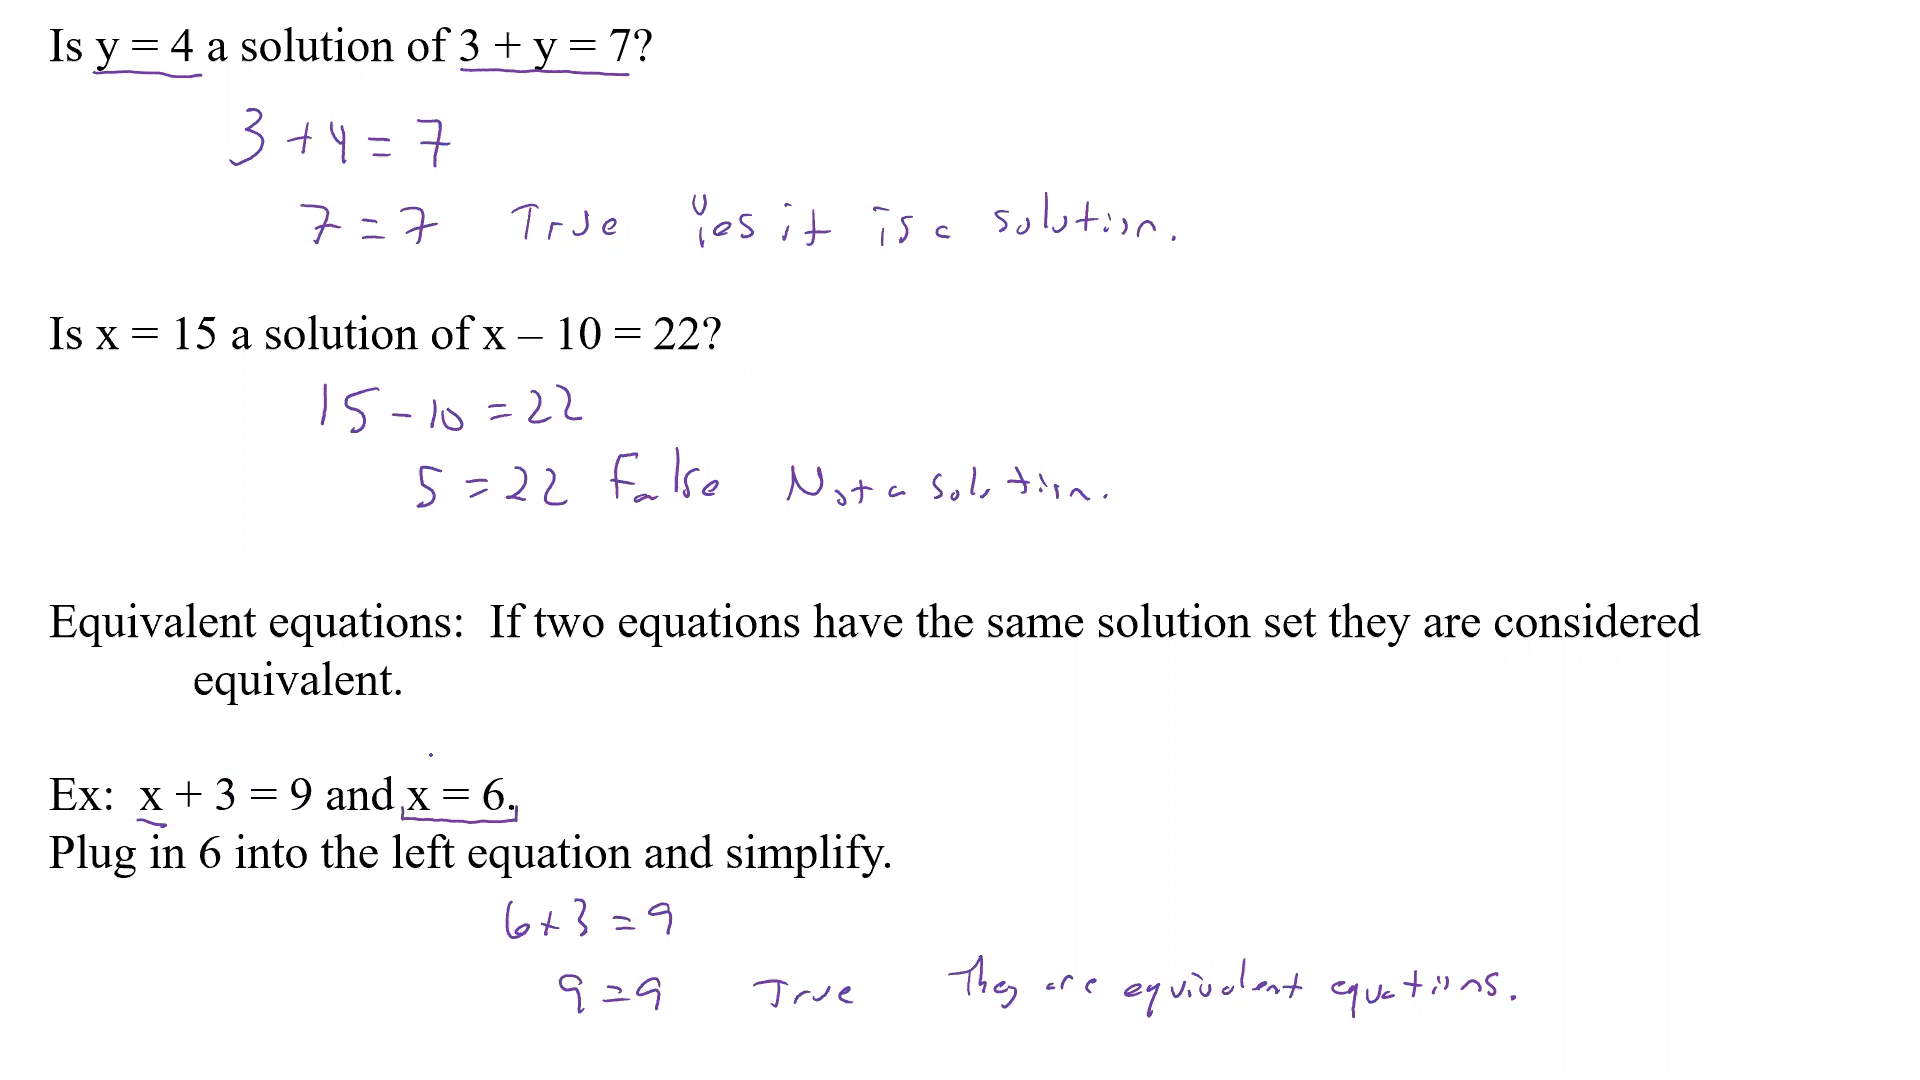 Is y = 4 a solution of 3 + y = 7?
3 + 4 = 7
7 = 7 True Yes it is a solution.
Is x = 15 a solution of x – 10 = 22?
15 - 10 = 22
5 = 22 False Not a solution.
Equivalent equations: If two equations have the same solution set they are considered
equivalent.
Ex: x + 3 = 9 and x = 6.
Plug in 6 into the left equation and simplify.
6 + 3 = 9
9 = 9 True They are equivalent equations.